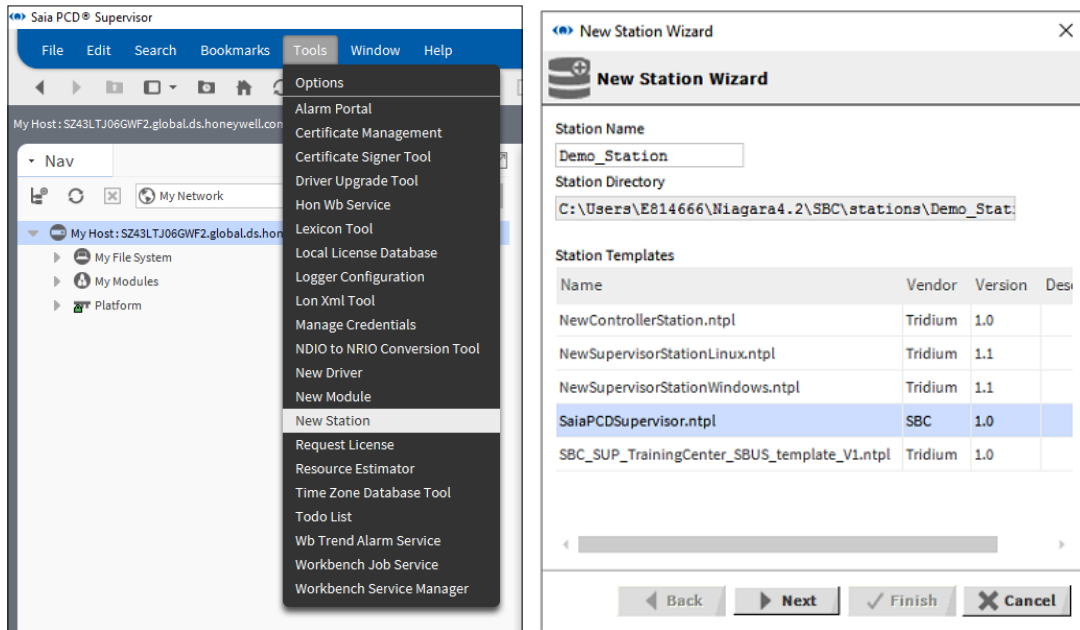 Saia PCD® Supervisor
File Edit Search Bookmarks Tools Window Help
My Host : SZ43LTJ06GWF2.global.ds.honeywell.com
Nav
My Network
My Host : SZ43LTJ06GWF2.global.ds.hon
My File System
My Modules
Platform
Options
Alarm Portal
Certificate Management
Certificate Signer Tool
Driver Upgrade Tool
Hon Wb Service
Lexicon Tool
Local License Database
Logger Configuration
Lon Xml Tool
Manage Credentials
NDIO to NRIO Conversion Tool
New Driver
New Module
New Station
Request License
Resource Estimator
Time Zone Database Tool
Todo List
Wb Trend Alarm Service
Workbench Job Service
Workbench Service Manager
New Station Wizard
New Station Wizard
Station Name
Demo_Station
Station Directory
C:\Users\E814666\Niagara4.2\SBC\stations\Demo_Stat
Station Templates
Name Vendor Version Desc
NewControllerStation.ntpl Tridium 1.0
NewSupervisorStationLinux.ntpl Tridium 1.1
NewSupervisorStationWindows.ntpl Tridium 1.1
SaiaPCDSupervisor.ntpl SBC 1.0
SBC_SUP_TrainingCenter_SBUS_template_V1.ntpl Tridium 1.0
Back Next Finish Cancel